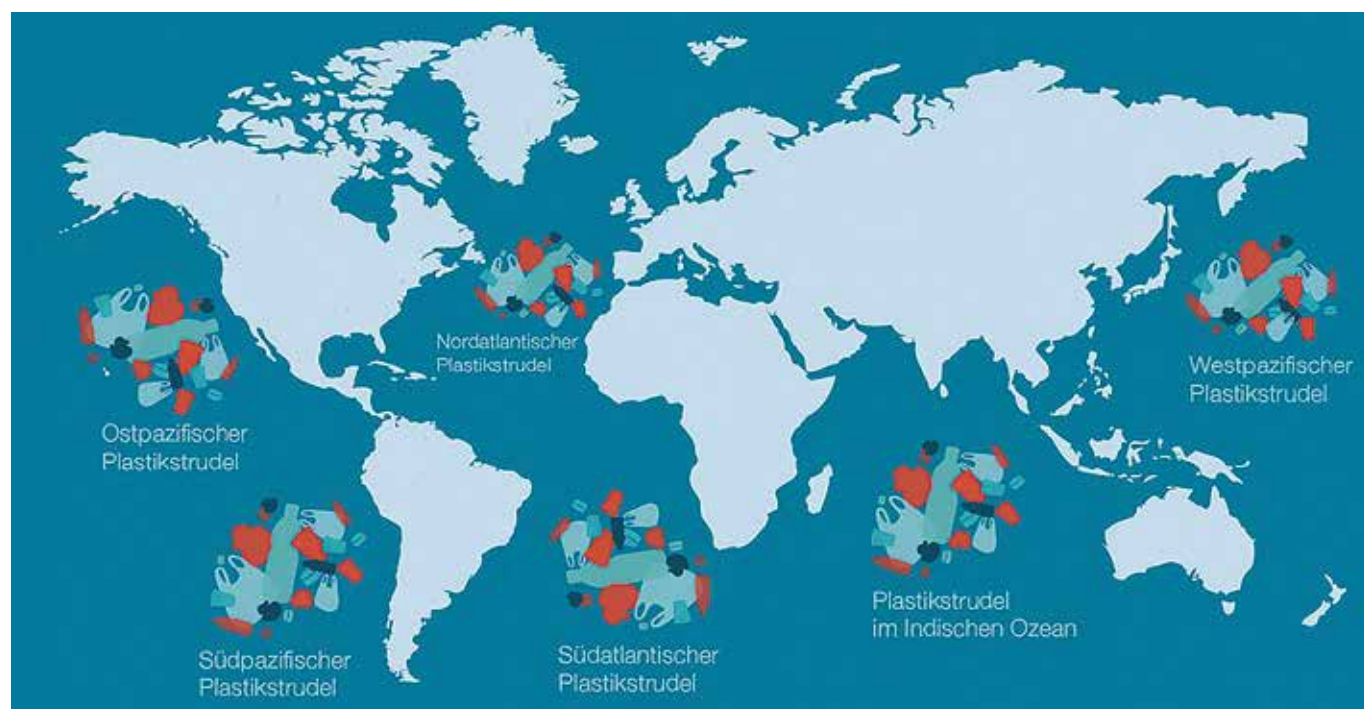 Nordatlantischer
Plastikstrudel
Westpazifischer
Plastikstrudel
Ostpazifischer
Plastikstrudel
Plastikstrudel
im Indischen Ozean
Südpazifischer
Plastikstrudel
Südatlantischer
Plastikstrudel